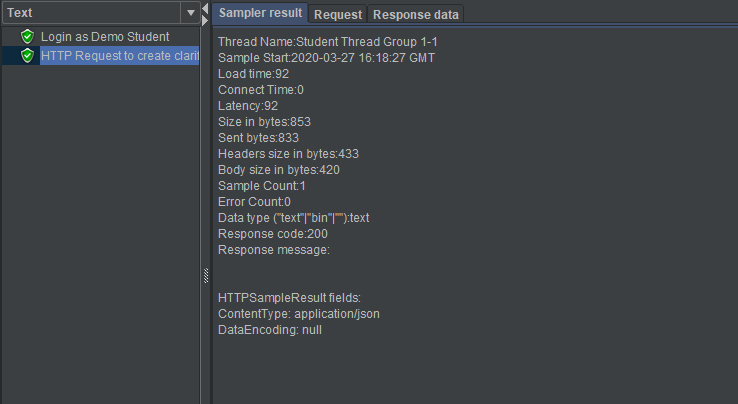 Text
Login as Demo Student
HTTP Request to create clarif
Sampler result
Request
Response data
Thread Name:Student Thread Group 1-1
Sample Start:2020-03-27 16:18:27 GMT
Load time:92
Connect Time:0
Latency:92
Size in bytes:853
Sent bytes:833
Headers size in bytes:433
Body size in bytes:420
Sample Count:1
Error Count:0
Data type ("text"|"bin"|""):text
Response code:200
Response message:
HTTPSampleResult fields:
ContentType: application/json
DataEncoding: null